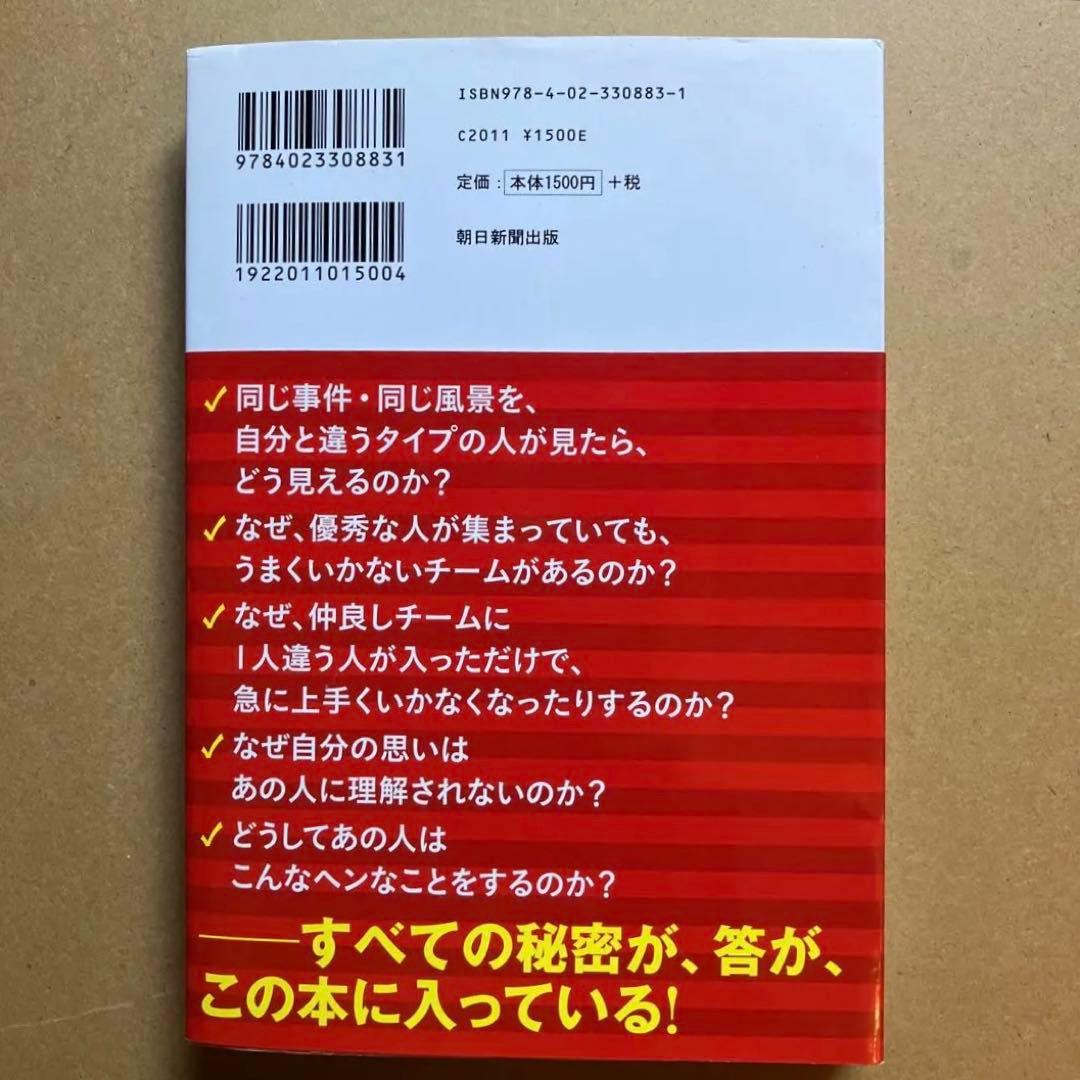 ISBN978-4-02-330883-1
9784023308831
C2011 ¥1500E
定価：本体1500円＋税
1922011015004
朝日新聞出版
✓同じ事件・同じ風景を、
自分と違うタイプの人が見たら、
どう見えるのか？
✓なぜ、優秀な人が集まっていても、
うまくいかないチームがあるのか？
✓なぜ、仲良しチームに
1人違う人が入っただけで、
急に上手くいかなくなったりするのか？
✓なぜ自分の思いは
あの人に理解されないのか？
✓どうしてあの人は
こんなヘンなことをするのか？
――すべての秘密が、答が、
この本に入っている！